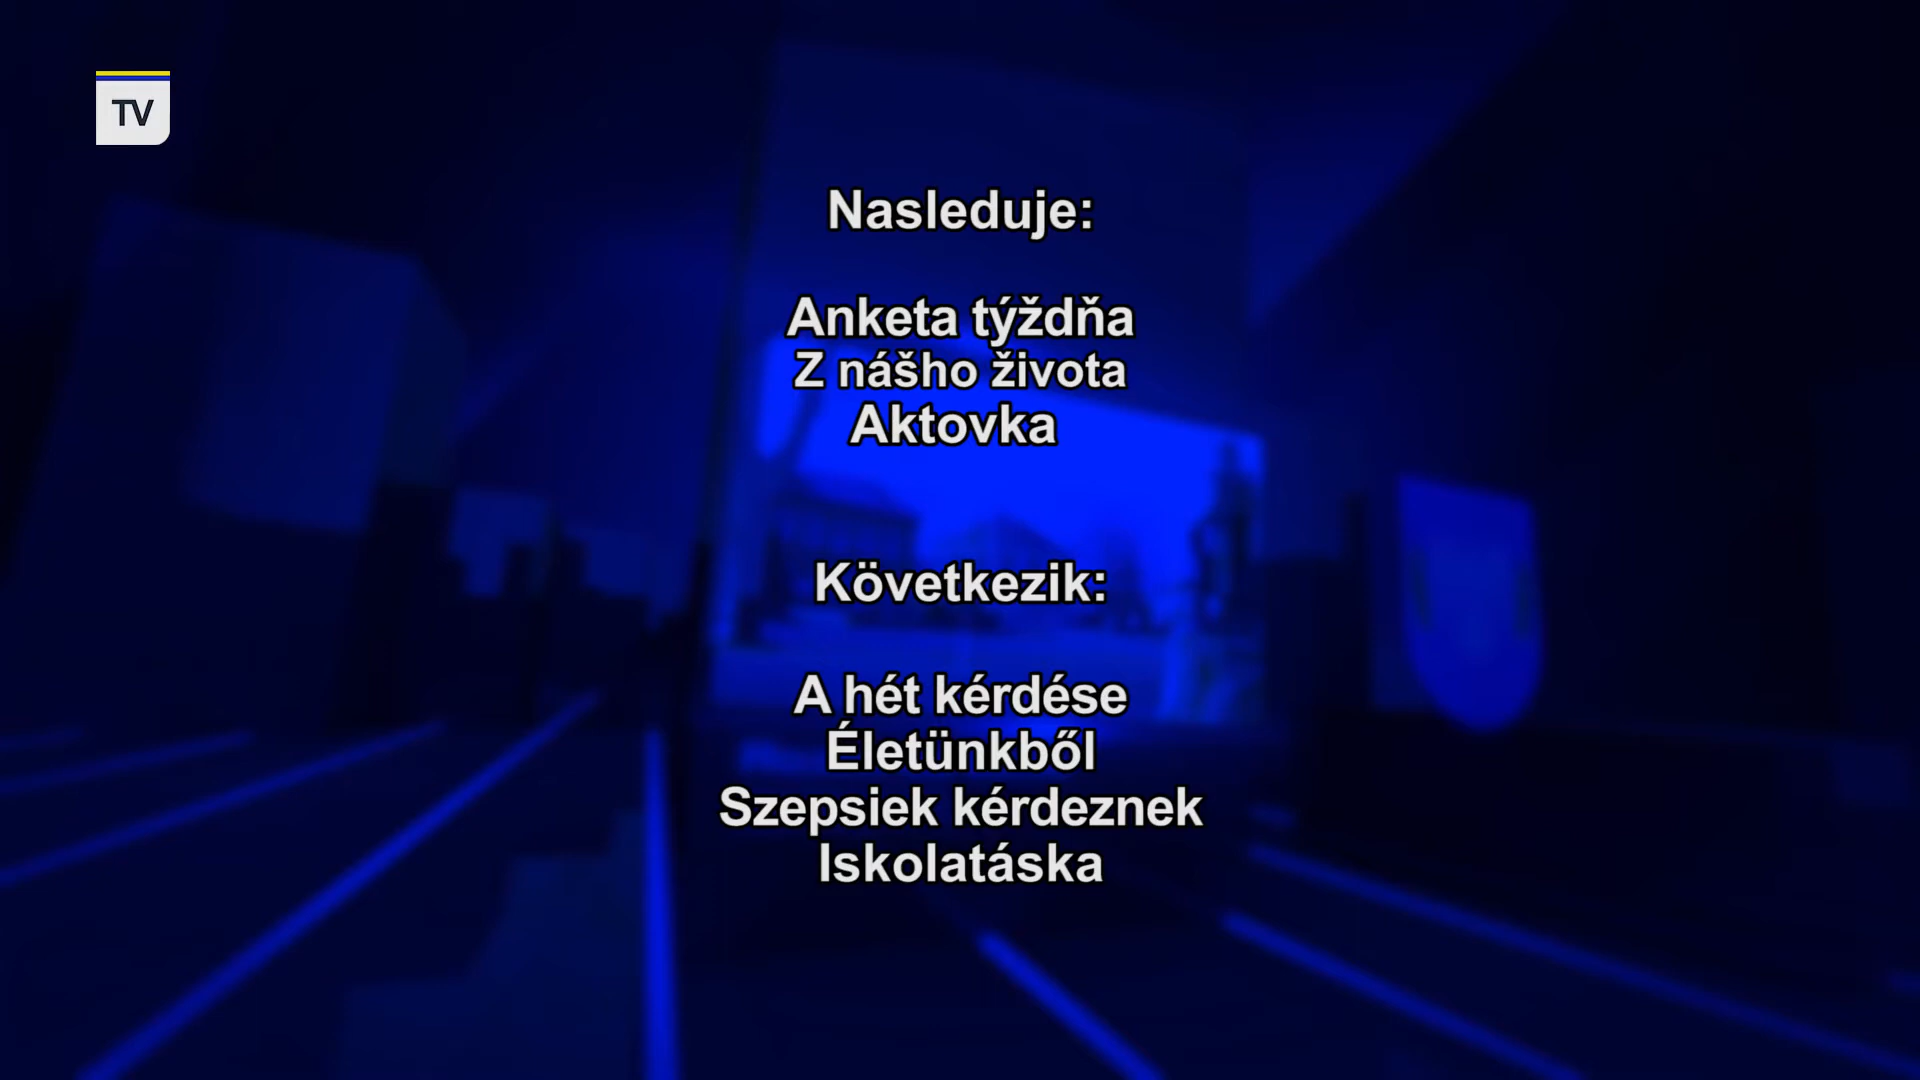 TV
Nasleduje:
Anketa týždňa
Z nášho života
Aktovka
Következik:
A hét kérdése
Életünkből
Szepsiek kérdeznek
Iskolatáska